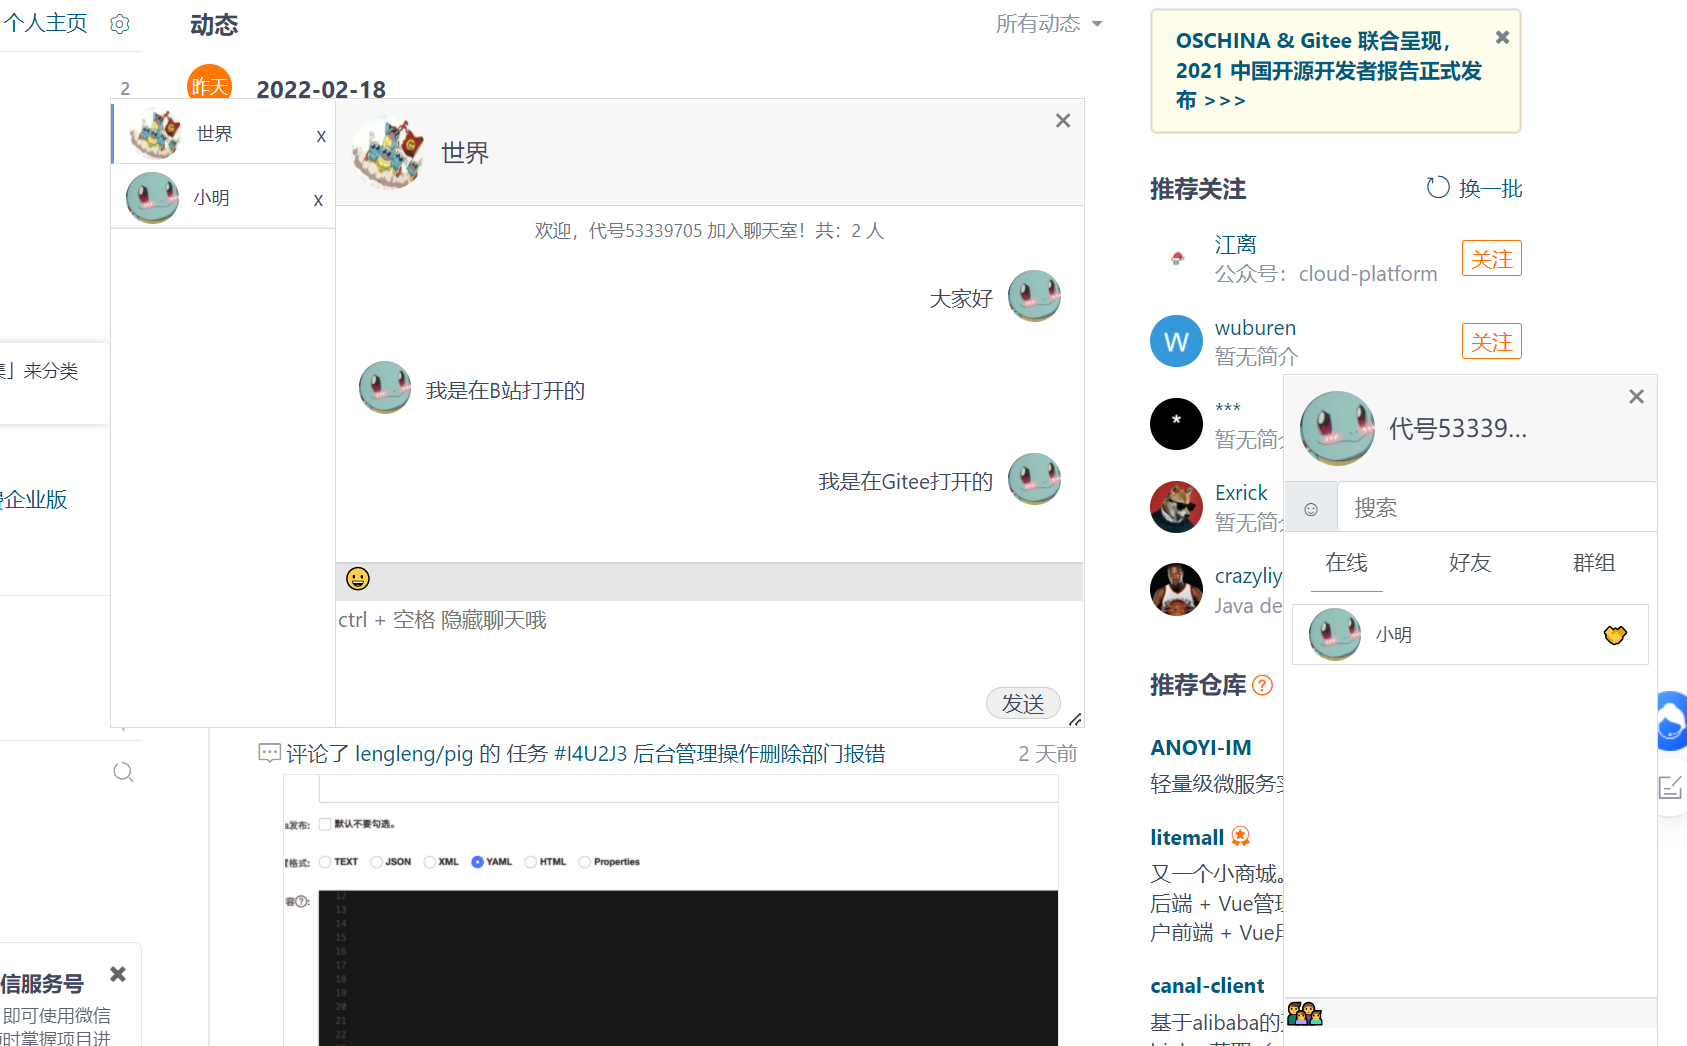 个人主页
动态
所有动态
2
昨天
2022-02-18
世界
x
小明
x
世界
欢迎，代号53339705 加入聊天室！共：2 人
大家好
我是在B站打开的
我是在Gitee打开的
ctrl + 空格 隐藏聊天哦
发送
」来分类
企业版
评论了 lengleng/pig 的 任务 #I4U2J3 后台管理操作删除部门报错
2 天前
发布:
默认不要勾选。
格式:
TEXT JSON XML YAML HTML Properties
容?:
12
13
14
15
16
17
18
19
20
21
22
信服务号
即可使用微信
时掌握项目进
OSCHINA & Gitee 联合呈现，
2021 中国开源开发者报告正式发
布 >>>
推荐关注
换一批
江离
公众号：cloud-platform
关注
W
wuburen
暂无简介
关注
*
***
暂无简
Exrick
暂无简
crazyliy
Java de
推荐仓库
?
ANOYI-IM
轻量级微服务
litemall
又一个小商城。
后端 + Vue管
户前端 + Vue
canal-client
基于alibaba的
代号53339...
搜索
在线
好友
群组
小明